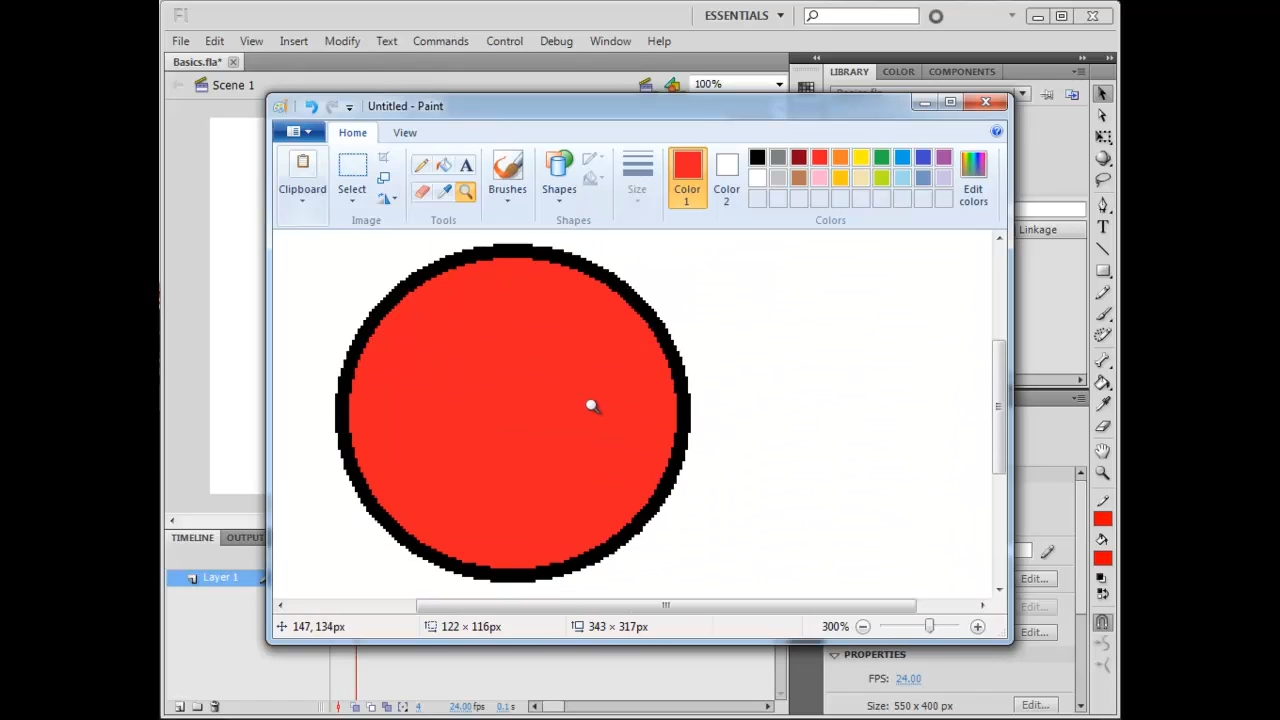 Fl
ESSENTIALS
File Edit View Insert Modify Text Commands Control Debug Window Help
Basics.fla*
Scene 1
100%
LIBRARY COLOR COMPONENTS
Untitled - Paint
Home View
Clipboard
Select
Image
Tools
A
Brushes
Shapes
Shapes
Size
Color 1
Color 2
Edit colors
Colors
Linkage
T
TIMELINE OUTPUT
Layer 1
147, 134px
122 × 116px
343 × 317px
300%
Edit...
Edit...
Edit...
PROPERTIES
FPS: 24.00
Size: 550 x 400 px
Edit...
4 24.00 fps 0.1 s